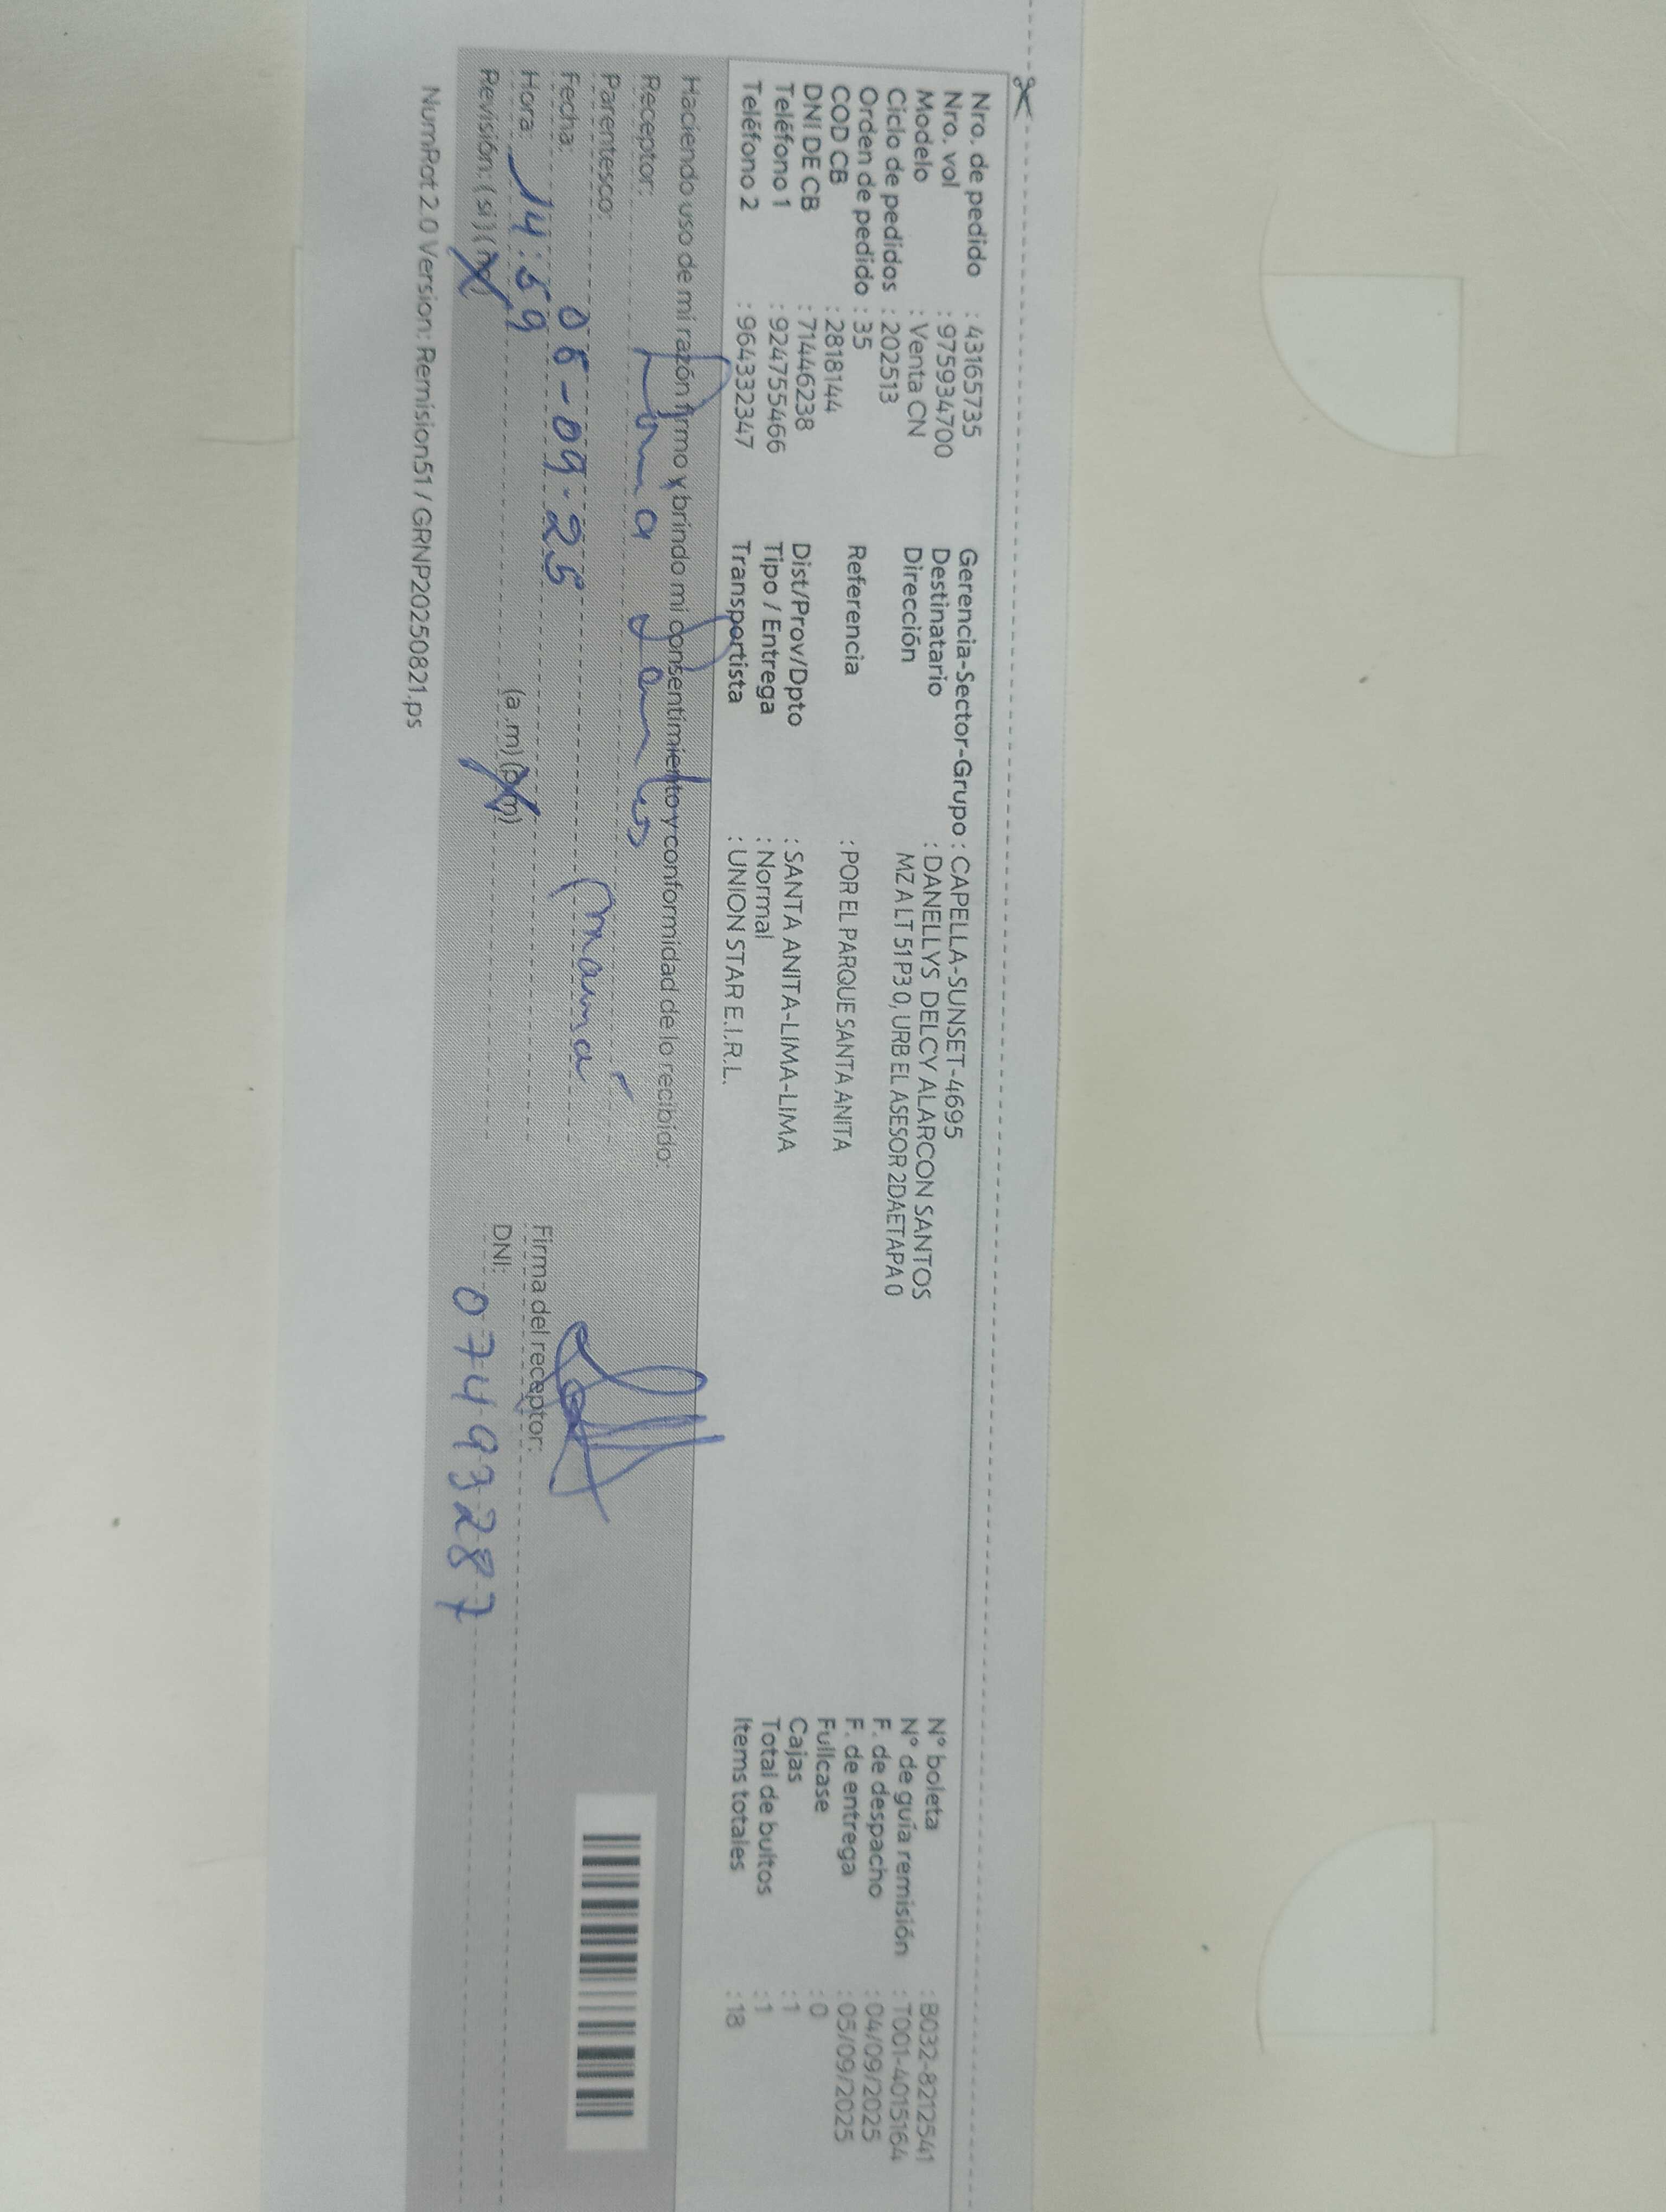 Nro. de pedido : 43165735
Nro. vol : 975934700
Modelo : Venta CN
Ciclo de pedidos : 202513
Orden de pedido : 35
COD CB : 2818144
DNI DE CB : 71446238
Teléfono 1 : 924755466
Teléfono 2 : 964332347
Gerencia-Sector-Grupo : CAPELLA-SUNSET-4695
Destinatario : DANELLYS DELCY ALARCON SANTOS
Dirección MZ A LT 51 P3 0, URB EL ASESOR 2DA ETAPA 0
Referencia : POR EL PARQUE SANTA ANITA
Dist/Prov/Dpto : SANTA ANITA-LIMA-LIMA
Tipo / Entrega : Normal
Transportista : UNION STAR E.I.R.L.
N° boleta : B032-8212541
N° de guía remisión : T001-4015164
F. de despacho : 04/09/2025
F. de entrega : 05/09/2025
Fullcase : 0
Cajas : 1
Total de bultos : 1
Items totales : 18
Haciendo uso de mi razón firmo y brindo mi consentimiento y conformidad de lo recibido:
Receptor: Santos
Parentesco: (mamá
Fecha: 05-09-25
Hora: 14:59 (a.m) (p.m)
Revisión: (si) (no)
Firma del receptor:
DNI: 07493287
NumPot 2.0 Version: Remision51 / GRNP20250821.ps